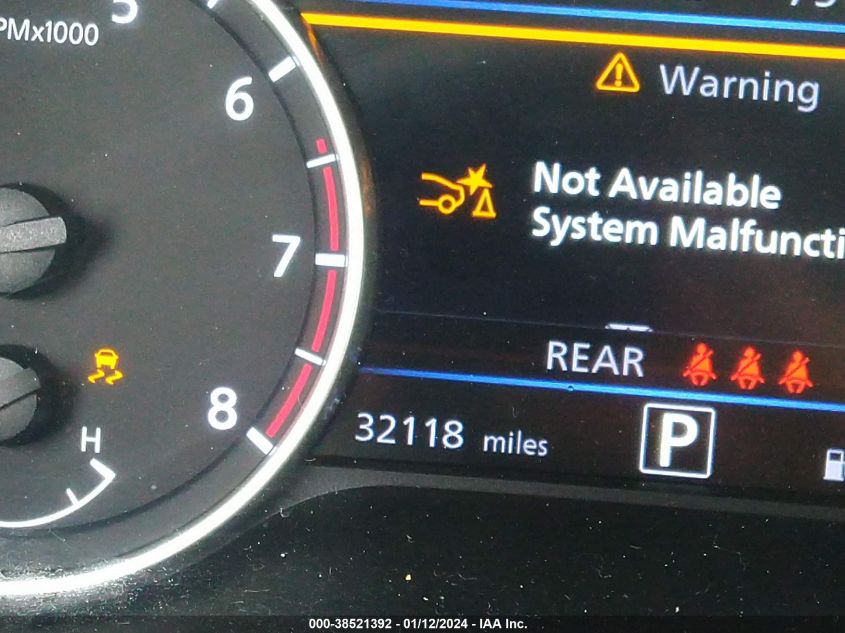 5
PMx1000
Warning
6
Not Available
System Malfuncti
7
REAR
8
32118 miles
P
H
000-38521392 - 01/12/2024 - IAA Inc.